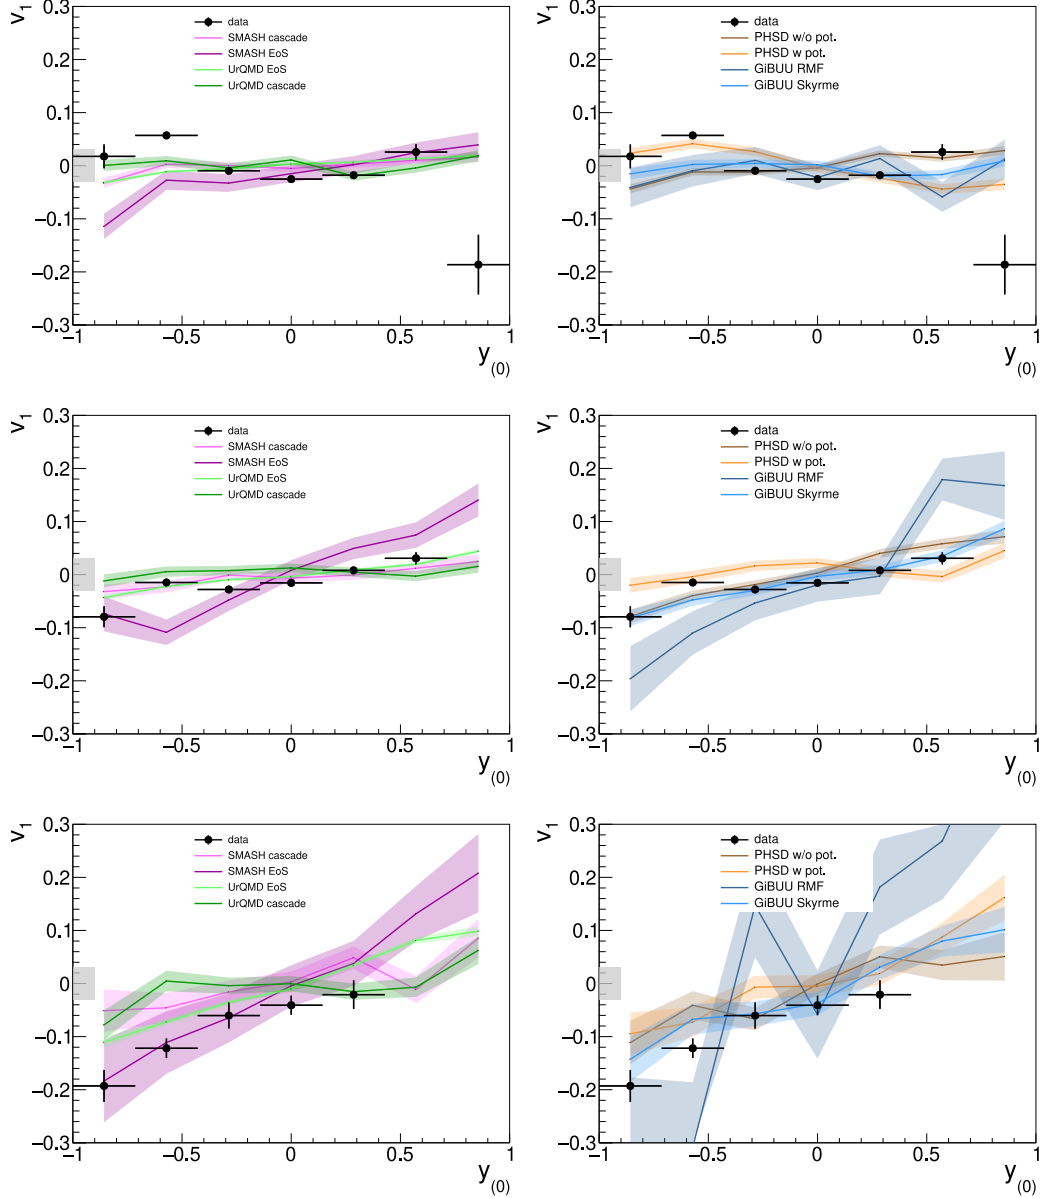 v1
0.3
0.2
0.1
0
−0.1
−0.2
−0.3
−1
−0.5
0
0.5
1
y(0)
data
SMASH cascade
SMASH EoS
UrQMD EoS
UrQMD cascade
v1
0.3
0.2
0.1
0
−0.1
−0.2
−0.3
−1
−0.5
0
0.5
1
y(0)
data
PHSD w/o pot.
PHSD w pot.
GiBUU RMF
GiBUU Skyrme
v1
0.3
0.2
0.1
0
−0.1
−0.2
−0.3
−1
−0.5
0
0.5
1
y(0)
data
SMASH cascade
SMASH EoS
UrQMD EoS
UrQMD cascade
v1
0.3
0.2
0.1
0
−0.1
−0.2
−0.3
−1
−0.5
0
0.5
1
y(0)
data
PHSD w/o pot.
PHSD w pot.
GiBUU RMF
GiBUU Skyrme
v1
0.3
0.2
0.1
0
−0.1
−0.2
−0.3
−1
−0.5
0
0.5
1
y(0)
data
SMASH cascade
SMASH EoS
UrQMD EoS
UrQMD cascade
v1
0.3
0.2
0.1
0
−0.1
−0.2
−0.3
−1
−0.5
0
0.5
1
y(0)
data
PHSD w/o pot.
PHSD w pot.
GiBUU RMF
GiBUU Skyrme